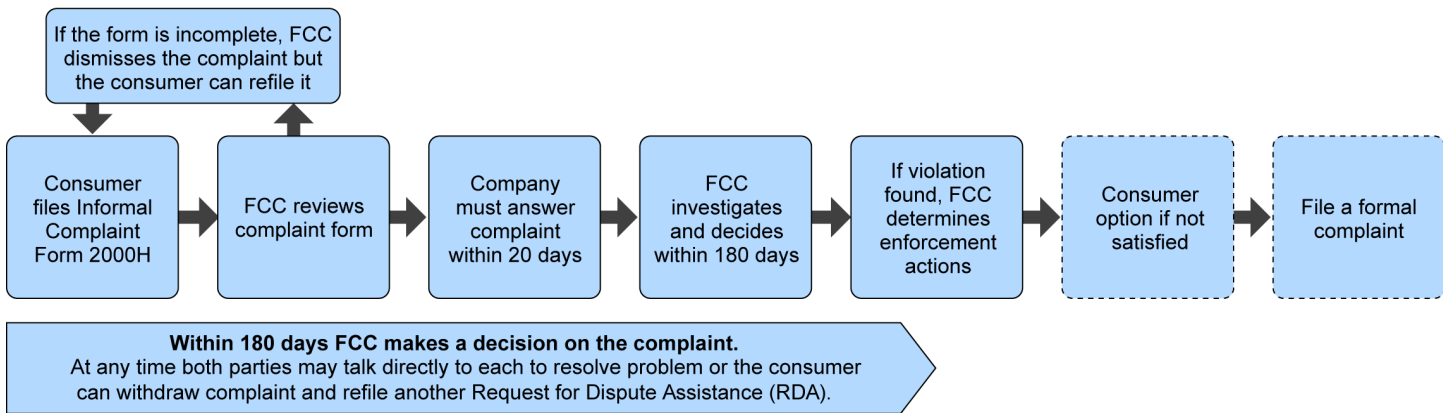 If the form is incomplete, FCC
dismisses the complaint but
the consumer can refile it
Consumer
files Informal
Complaint
Form 2000H
FCC reviews
complaint form
Company
must answer
complaint
within 20 days
FCC
investigates
and decides
within 180 days
If violation
found, FCC
determines
enforcement
actions
Consumer
option if not
satisfied
File a formal
complaint
Within 180 days FCC makes a decision on the complaint.
At any time both parties may talk directly to each to resolve problem or the consumer
can withdraw complaint and refile another Request for Dispute Assistance (RDA).